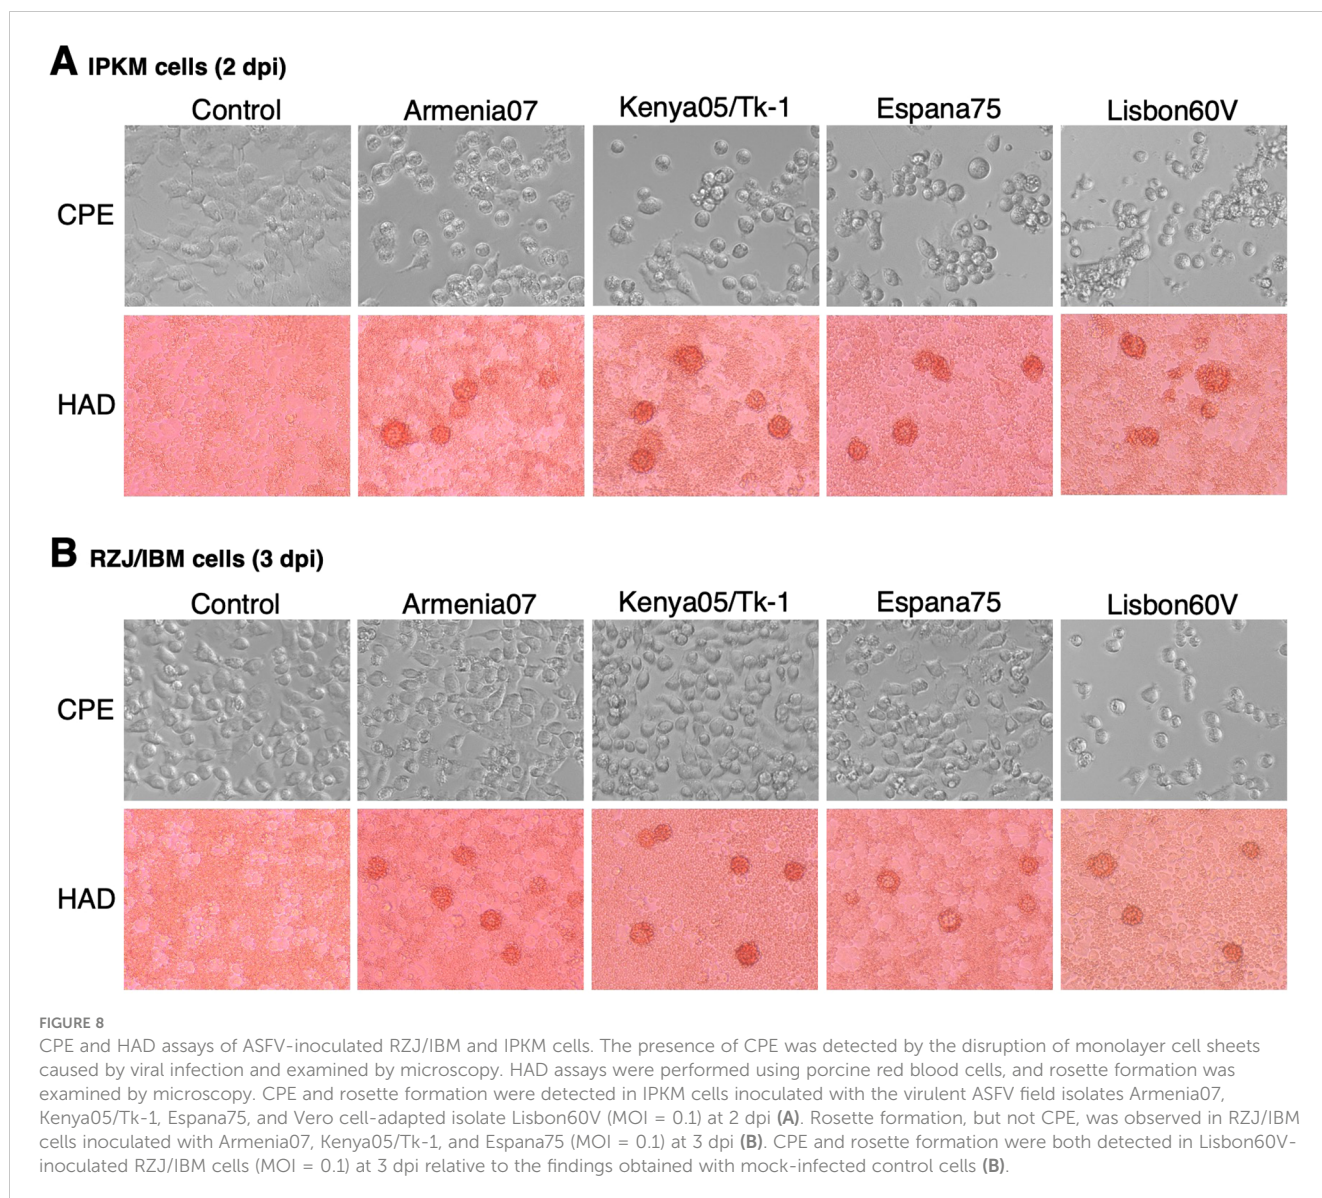 A IPKM cells (2 dpi)
Control Armenia07 Kenya05/Tk-1 Espana75 Lisbon60V
CPE
HAD
B RZJ/IBM cells (3 dpi)
Control Armenia07 Kenya05/Tk-1 Espana75 Lisbon60V
CPE
HAD
FIGURE 8
CPE and HAD assays of ASFV-inoculated RZJ/IBM and IPKM cells. The presence of CPE was detected by the disruption of monolayer cell sheets
caused by viral infection and examined by microscopy. HAD assays were performed using porcine red blood cells, and rosette formation was
examined by microscopy. CPE and rosette formation were detected in IPKM cells inoculated with the virulent ASFV field isolates Armenia07,
Kenya05/Tk-1, Espana75, and Vero cell-adapted isolate Lisbon60V (MOI = 0.1) at 2 dpi (A). Rosette formation, but not CPE, was observed in RZJ/IBM
cells inoculated with Armenia07, Kenya05/Tk-1, and Espana75 (MOI = 0.1) at 3 dpi (B). CPE and rosette formation were both detected in Lisbon60V-
inoculated RZJ/IBM cells (MOI = 0.1) at 3 dpi relative to the findings obtained with mock-infected control cells (B).